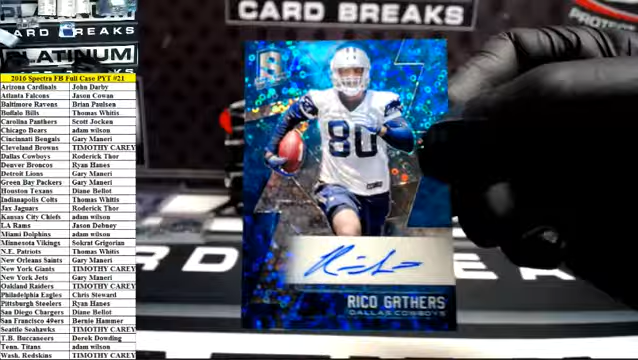 CARD BREAKS
PROTE
PLATINUM
PLATINUM
2016 Spectra FB Full Case PYT #21
Arizona Cardinals John Darby
Atlanta Falcons Jason Cowan
Baltimore Ravens Brian Paulsen
Buffalo Bills Thomas Whitis
Carolina Panthers Scott Jocken
Chicago Bears adam wilson
Cincinnati Bengals Gary Maneri
Cleveland Browns TIMOTHY CAREY
Dallas Cowboys Roderick Thor
Denver Broncos Ryan Hanes
Detroit Lions Gary Maneri
Green Bay Packers Gary Maneri
Houston Texans Diane Bellot
Indianapolis Colts Thomas Whitis
Jax Jaguars Roderick Thor
Kansas City Chiefs adam wilson
LA Rams Jason Debney
Miami Dolphins adam wilson
Minnesota Vikings Sokrat Grigorian
N.E. Patriots Thomas Whitis
New Orleans Saints Gary Maneri
New York Giants TIMOTHY CAREY
New York Jets Gary Maneri
Oakland Raiders TIMOTHY CAREY
Philadelphia Eagles Chris Steward
Pittsburgh Steelers Ryan Hanes
San Diego Chargers Diane Bellot
San Francisco 49ers Bernie Hammer
Seattle Seahawks TIMOTHY CAREY
T.B. Buccaneers Derek Dowding
Tenn. Titans adam wilson
Wash. Redskins TIMOTHY CAREY
80
RICO GATHERS
DALLAS COWBOYS